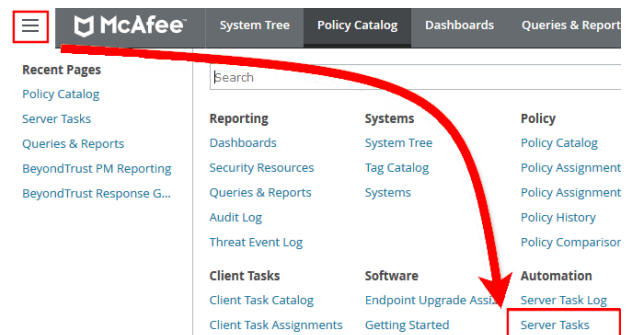 McAfee™ System Tree Policy Catalog Dashboards Queries & Report
Recent Pages
Policy Catalog
Server Tasks
Queries & Reports
BeyondTrust PM Reporting
BeyondTrust Response G...
Search
Reporting Systems Policy
Dashboards System Tree Policy Catalog
Security Resources Tag Catalog Policy Assignment
Queries & Reports Systems Policy Assignment
Audit Log Policy History
Threat Event Log Policy Comparison
Client Tasks Software Automation
Client Task Catalog Endpoint Upgrade Assi... Server Task Log
Client Task Assignments Getting Started Server Tasks